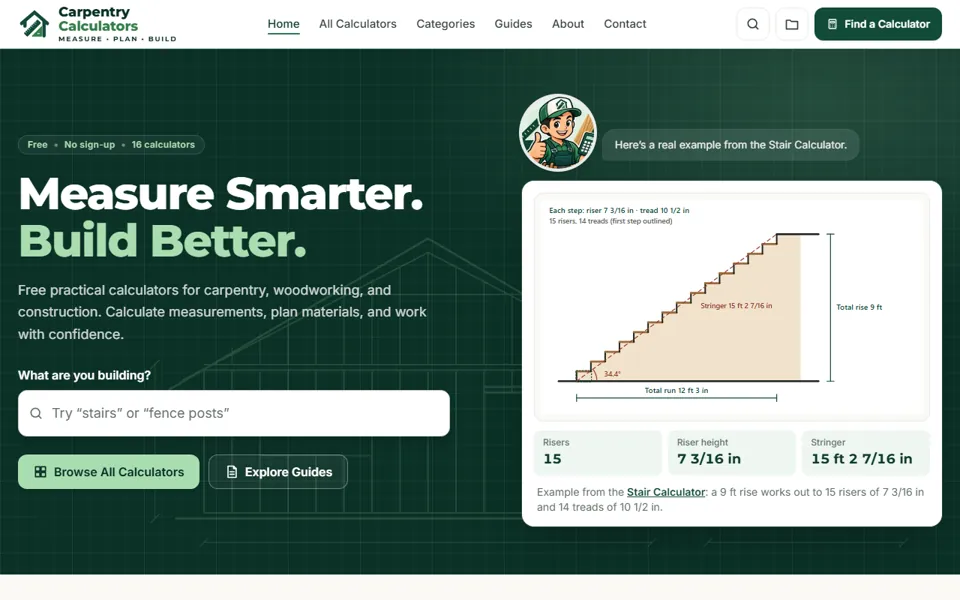 Carpentry
Calculators
MEASURE • PLAN • BUILD
Home
All Calculators
Categories
Guides
About
Contact
Find a Calculator
Free • No sign-up • 16 calculators
Measure Smarter.
Build Better.
Free practical calculators for carpentry, woodworking, and
construction. Calculate measurements, plan materials, and work
with confidence.
What are you building?
Try “stairs” or “fence posts”
Browse All Calculators
Explore Guides
Here's a real example from the Stair Calculator.
Each step: riser 7 3/16 in · tread 10 1/2 in
15 risers, 14 treads (first step outlined)
Stringer 15 ft 2 7/16 in
Total rise 9 ft
34.4°
Total run 12 ft 3 in
Risers
15
Riser height
7 3/16 in
Stringer
15 ft 2 7/16 in
Example from the Stair Calculator: a 9 ft rise works out to 15 risers of 7 3/16 in
and 14 treads of 10 1/2 in.